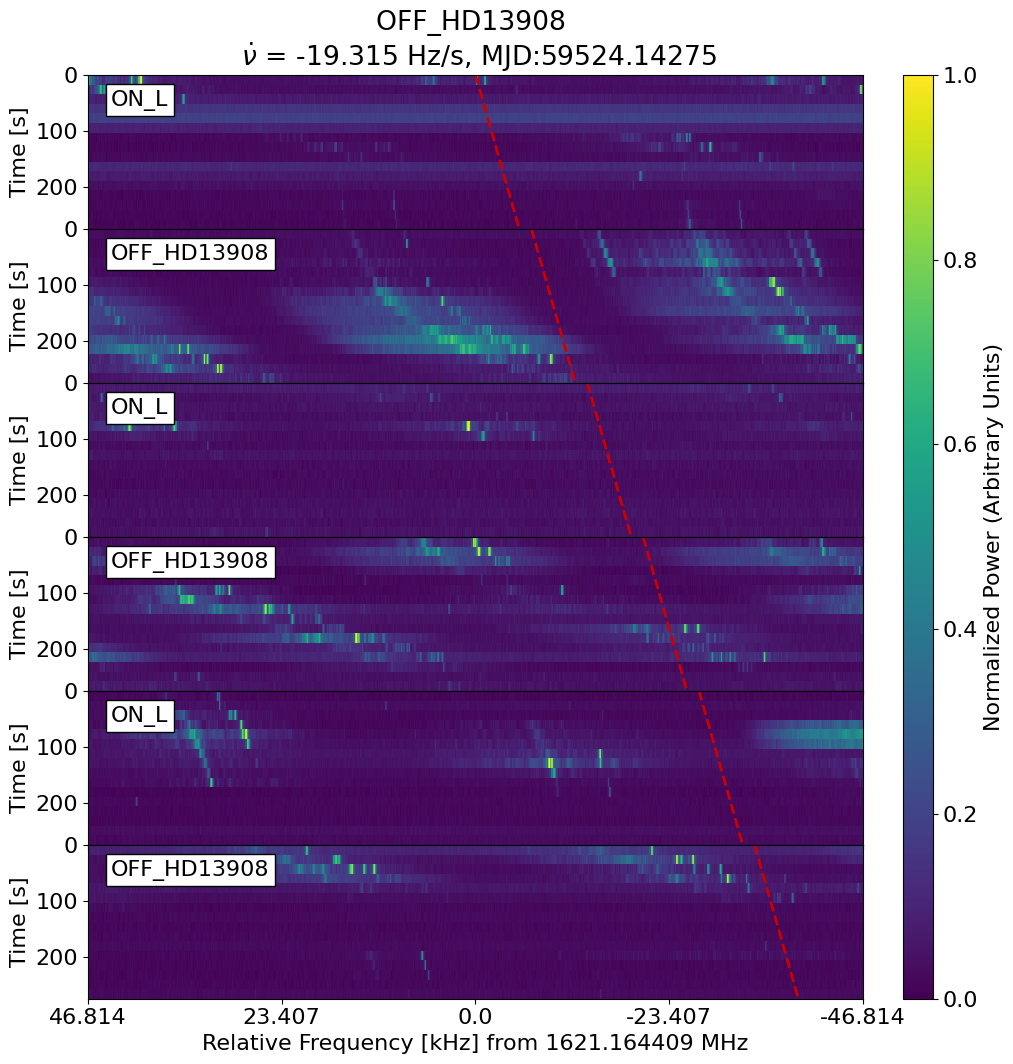 OFF_HD13908
ν̇ = -19.315 Hz/s, MJD:59524.14275
0
ON_L
100
Time [s]
200
0
OFF_HD13908
100
Time [s]
200
0
ON_L
100
Time [s]
200
0
OFF_HD13908
100
Time [s]
200
0
ON_L
100
Time [s]
200
0
OFF_HD13908
100
Time [s]
200
46.814 23.407 0.0 -23.407 -46.814
Relative Frequency [kHz] from 1621.164409 MHz
1.0
0.8
0.6
0.4
0.2
0.0
Normalized Power (Arbitrary Units)